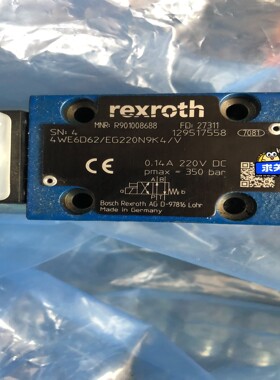 rexroth
MNR: R901008688 FD: 27311
SN: 4 129517558 <7081>
4WE6D62/EG220N9K4/V
CE
0.14A 220V DC
pmax = 350 bar
A B
P T
Bosch Rexroth AG D-97816 Lohr
Made in Germany